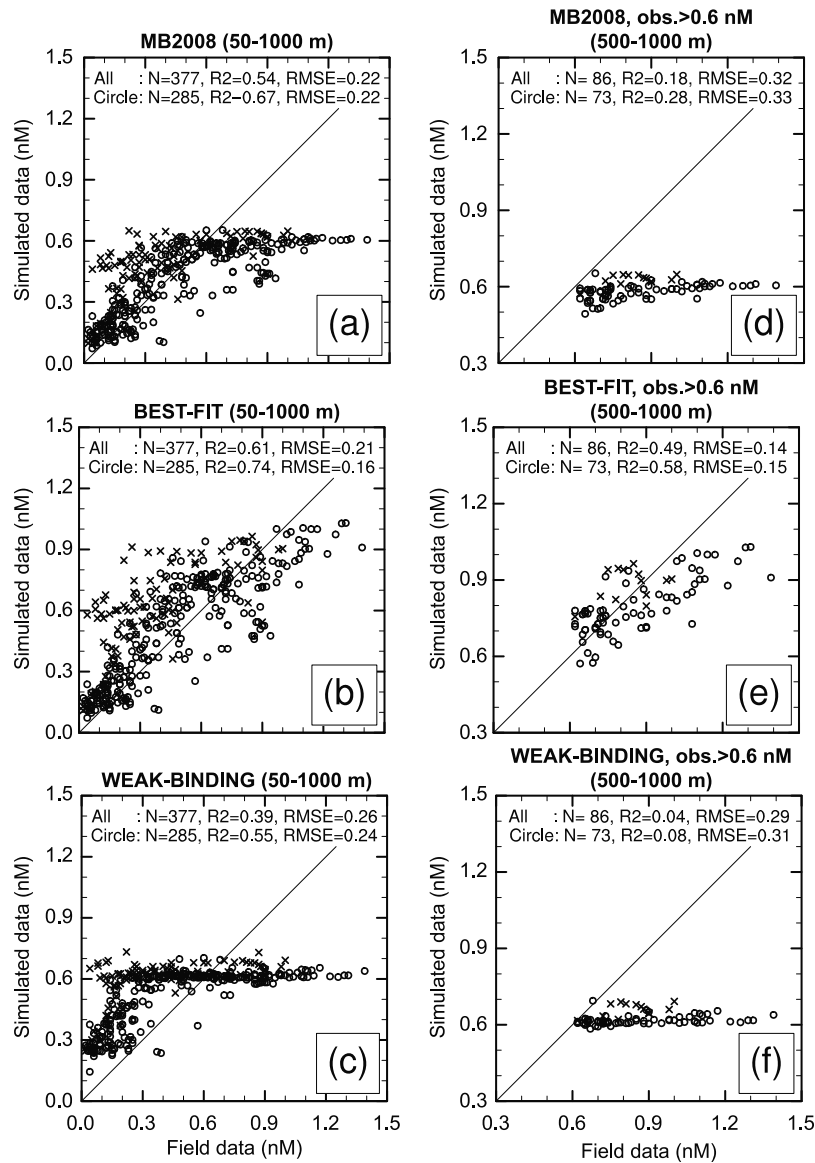 MB2008 (50-1000 m)
All : N=377, R2=0.54, RMSE=0.22
Circle: N=285, R2−0.67, RMSE=0.22
1.5
1.2
0.9
0.6
0.3
0.0
Simulated data (nM)
(a)
MB2008, obs.>0.6 nM
(500-1000 m)
All : N= 86, R2=0.18, RMSE=0.32
Circle: N= 73, R2=0.28, RMSE=0.33
1.5
1.2
0.9
0.6
0.3
Simulated data (nM)
(d)
BEST-FIT (50-1000 m)
All : N=377, R2=0.61, RMSE=0.21
Circle: N=285, R2=0.74, RMSE=0.16
1.5
1.2
0.9
0.6
0.3
0.0
Simulated data (nM)
(b)
BEST-FIT, obs.>0.6 nM
(500-1000 m)
All : N= 86, R2=0.49, RMSE=0.14
Circle: N= 73, R2=0.58, RMSE=0.15
1.5
1.2
0.9
0.6
0.3
Simulated data (nM)
(e)
WEAK-BINDING (50-1000 m)
All : N=377, R2=0.39, RMSE=0.26
Circle: N=285, R2=0.55, RMSE=0.24
1.5
1.2
0.9
0.6
0.3
0.0
Simulated data (nM)
(c)
0.0 0.3 0.6 0.9 1.2 1.5
Field data (nM)
WEAK-BINDING, obs.>0.6 nM
(500-1000 m)
All : N= 86, R2=0.04, RMSE=0.29
Circle: N= 73, R2=0.08, RMSE=0.31
1.5
1.2
0.9
0.6
0.3
Simulated data (nM)
(f)
0.3 0.6 0.9 1.2 1.5
Field data (nM)